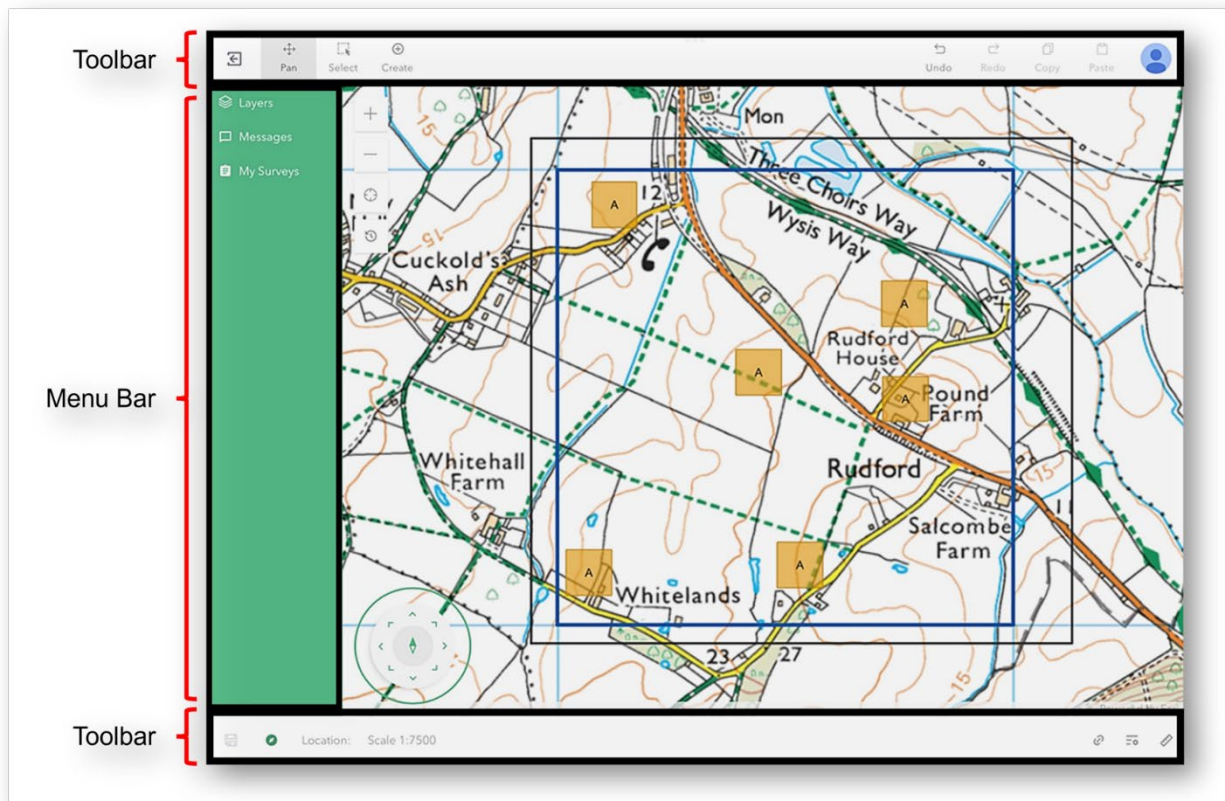 Toolbar
Pan
Select
Create
Undo
Redo
Copy
Paste
Menu Bar
Layers
Messages
My Surveys
15
Mon
Three Choirs Way
Wysis Way
12
A
15
Cuckold's
Ash
A
Rudford
House
A
A
Pound
Farm
Whitehall
Farm
Rudford
15
11
Salcombe
Farm
A
A
Whitelands
23
27
15
Toolbar
Location:
Scale 1:7500